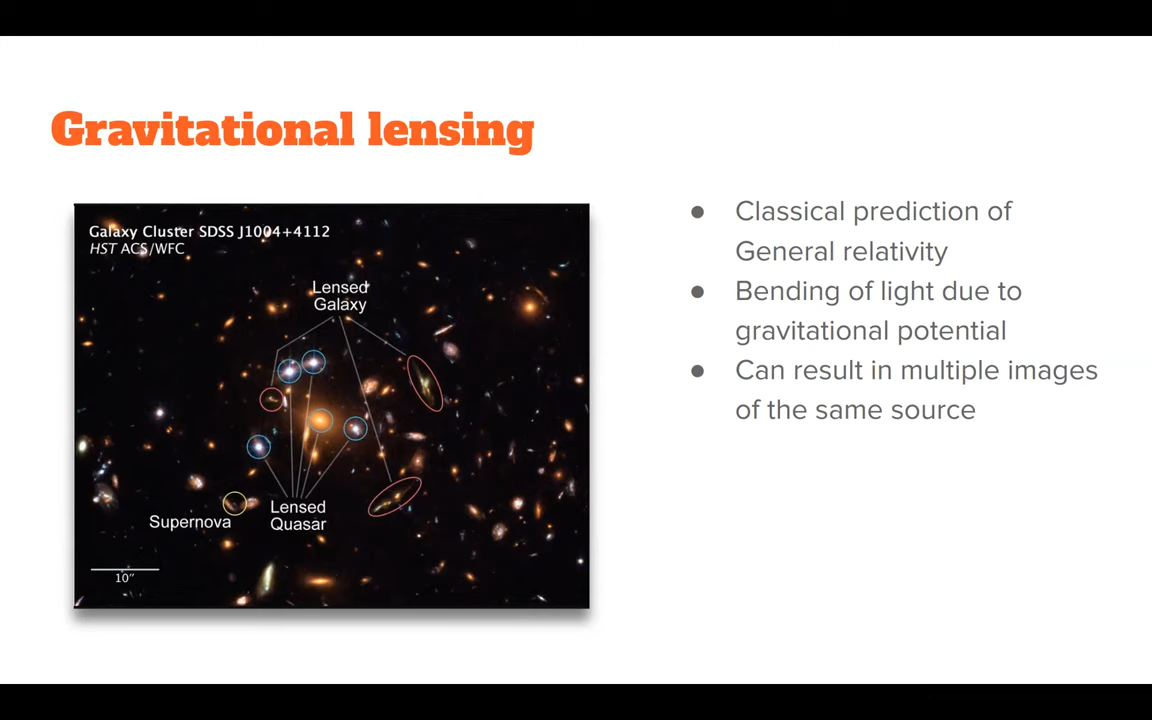 Gravitational lensing
Galaxy Cluster SDSS J1004+4112
HST ACS/WFC
Lensed
Galaxy
Supernova
Lensed
Quasar
10″
● Classical prediction of
General relativity
● Bending of light due to
gravitational potential
● Can result in multiple images
of the same source